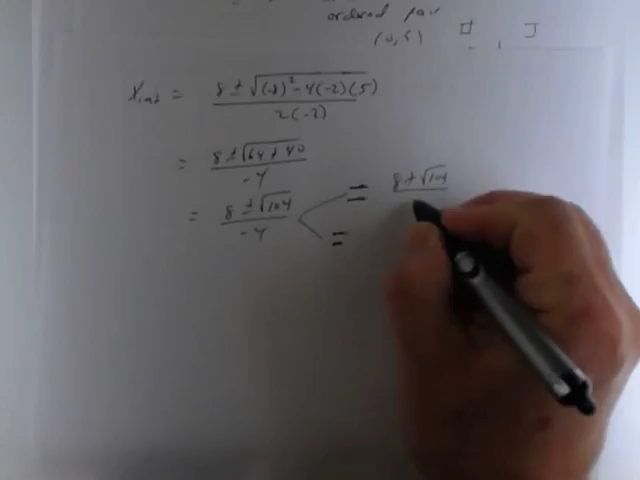 ordered pair
(0,5)
Xint = 8 ± √(-8)² - 4(-2)(5) / 2(-2)
= 8 ± √64 + 40 / -4
= 8 ± √104 / -4
= 8 + √104
=